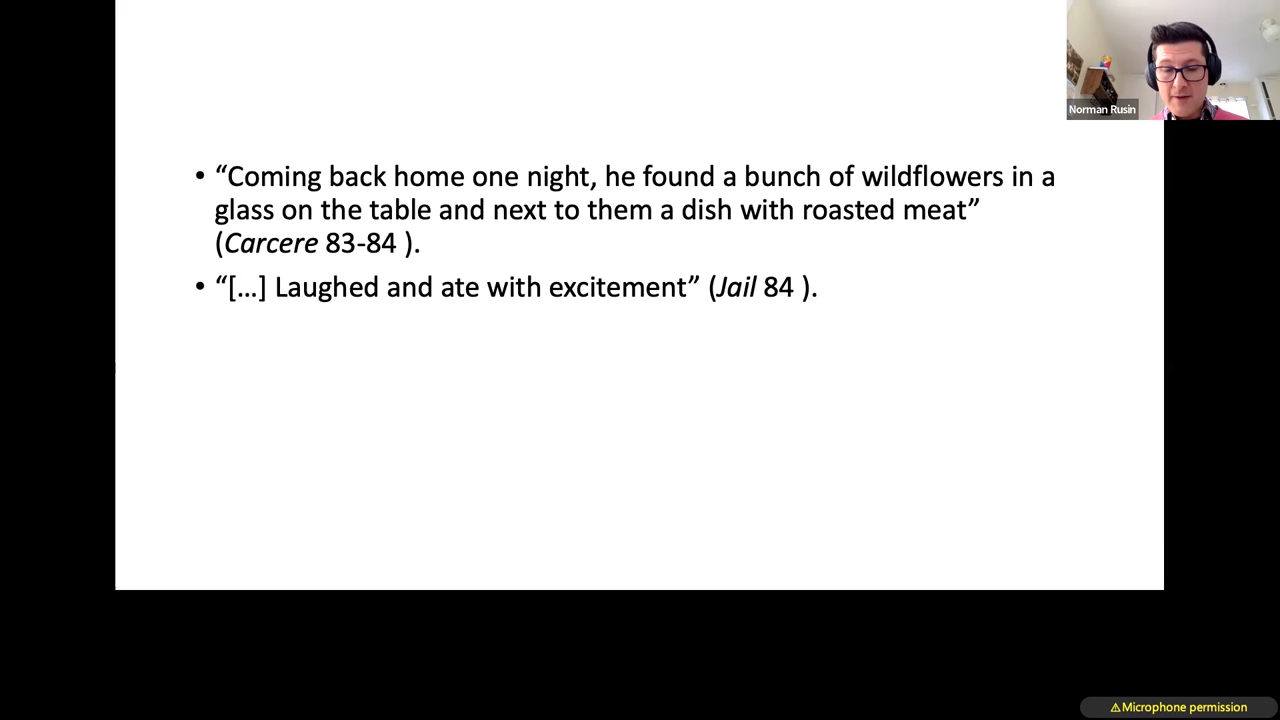 Norman Rusin
• “Coming back home one night, he found a bunch of wildflowers in a
glass on the table and next to them a dish with roasted meat”
(Carcere 83-84 ).
• “[…] Laughed and ate with excitement” (Jail 84 ).
⚠Microphone permission